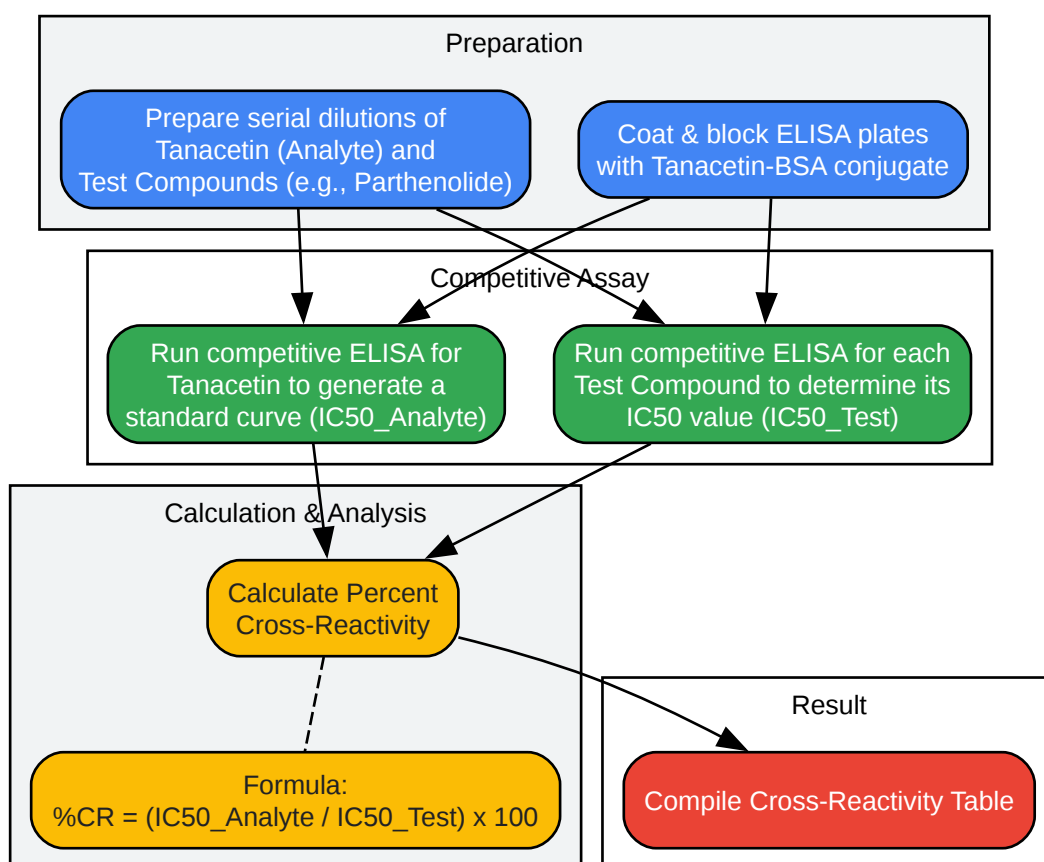 Preparation
Prepare serial dilutions of
Tanacetin (Analyte) and
Test Compounds (e.g., Parthenolide)
Coat & block ELISA plates
with Tanacetin-BSA conjugate
Competitive Assay
Run competitive ELISA for
Tanacetin to generate a
standard curve (IC50_Analyte)
Run competitive ELISA for each
Test Compound to determine its
IC50 value (IC50_Test)
Calculation & Analysis
Calculate Percent
Cross-Reactivity
Formula:
%CR = (IC50_Analyte / IC50_Test) x 100
Result
Compile Cross-Reactivity Table